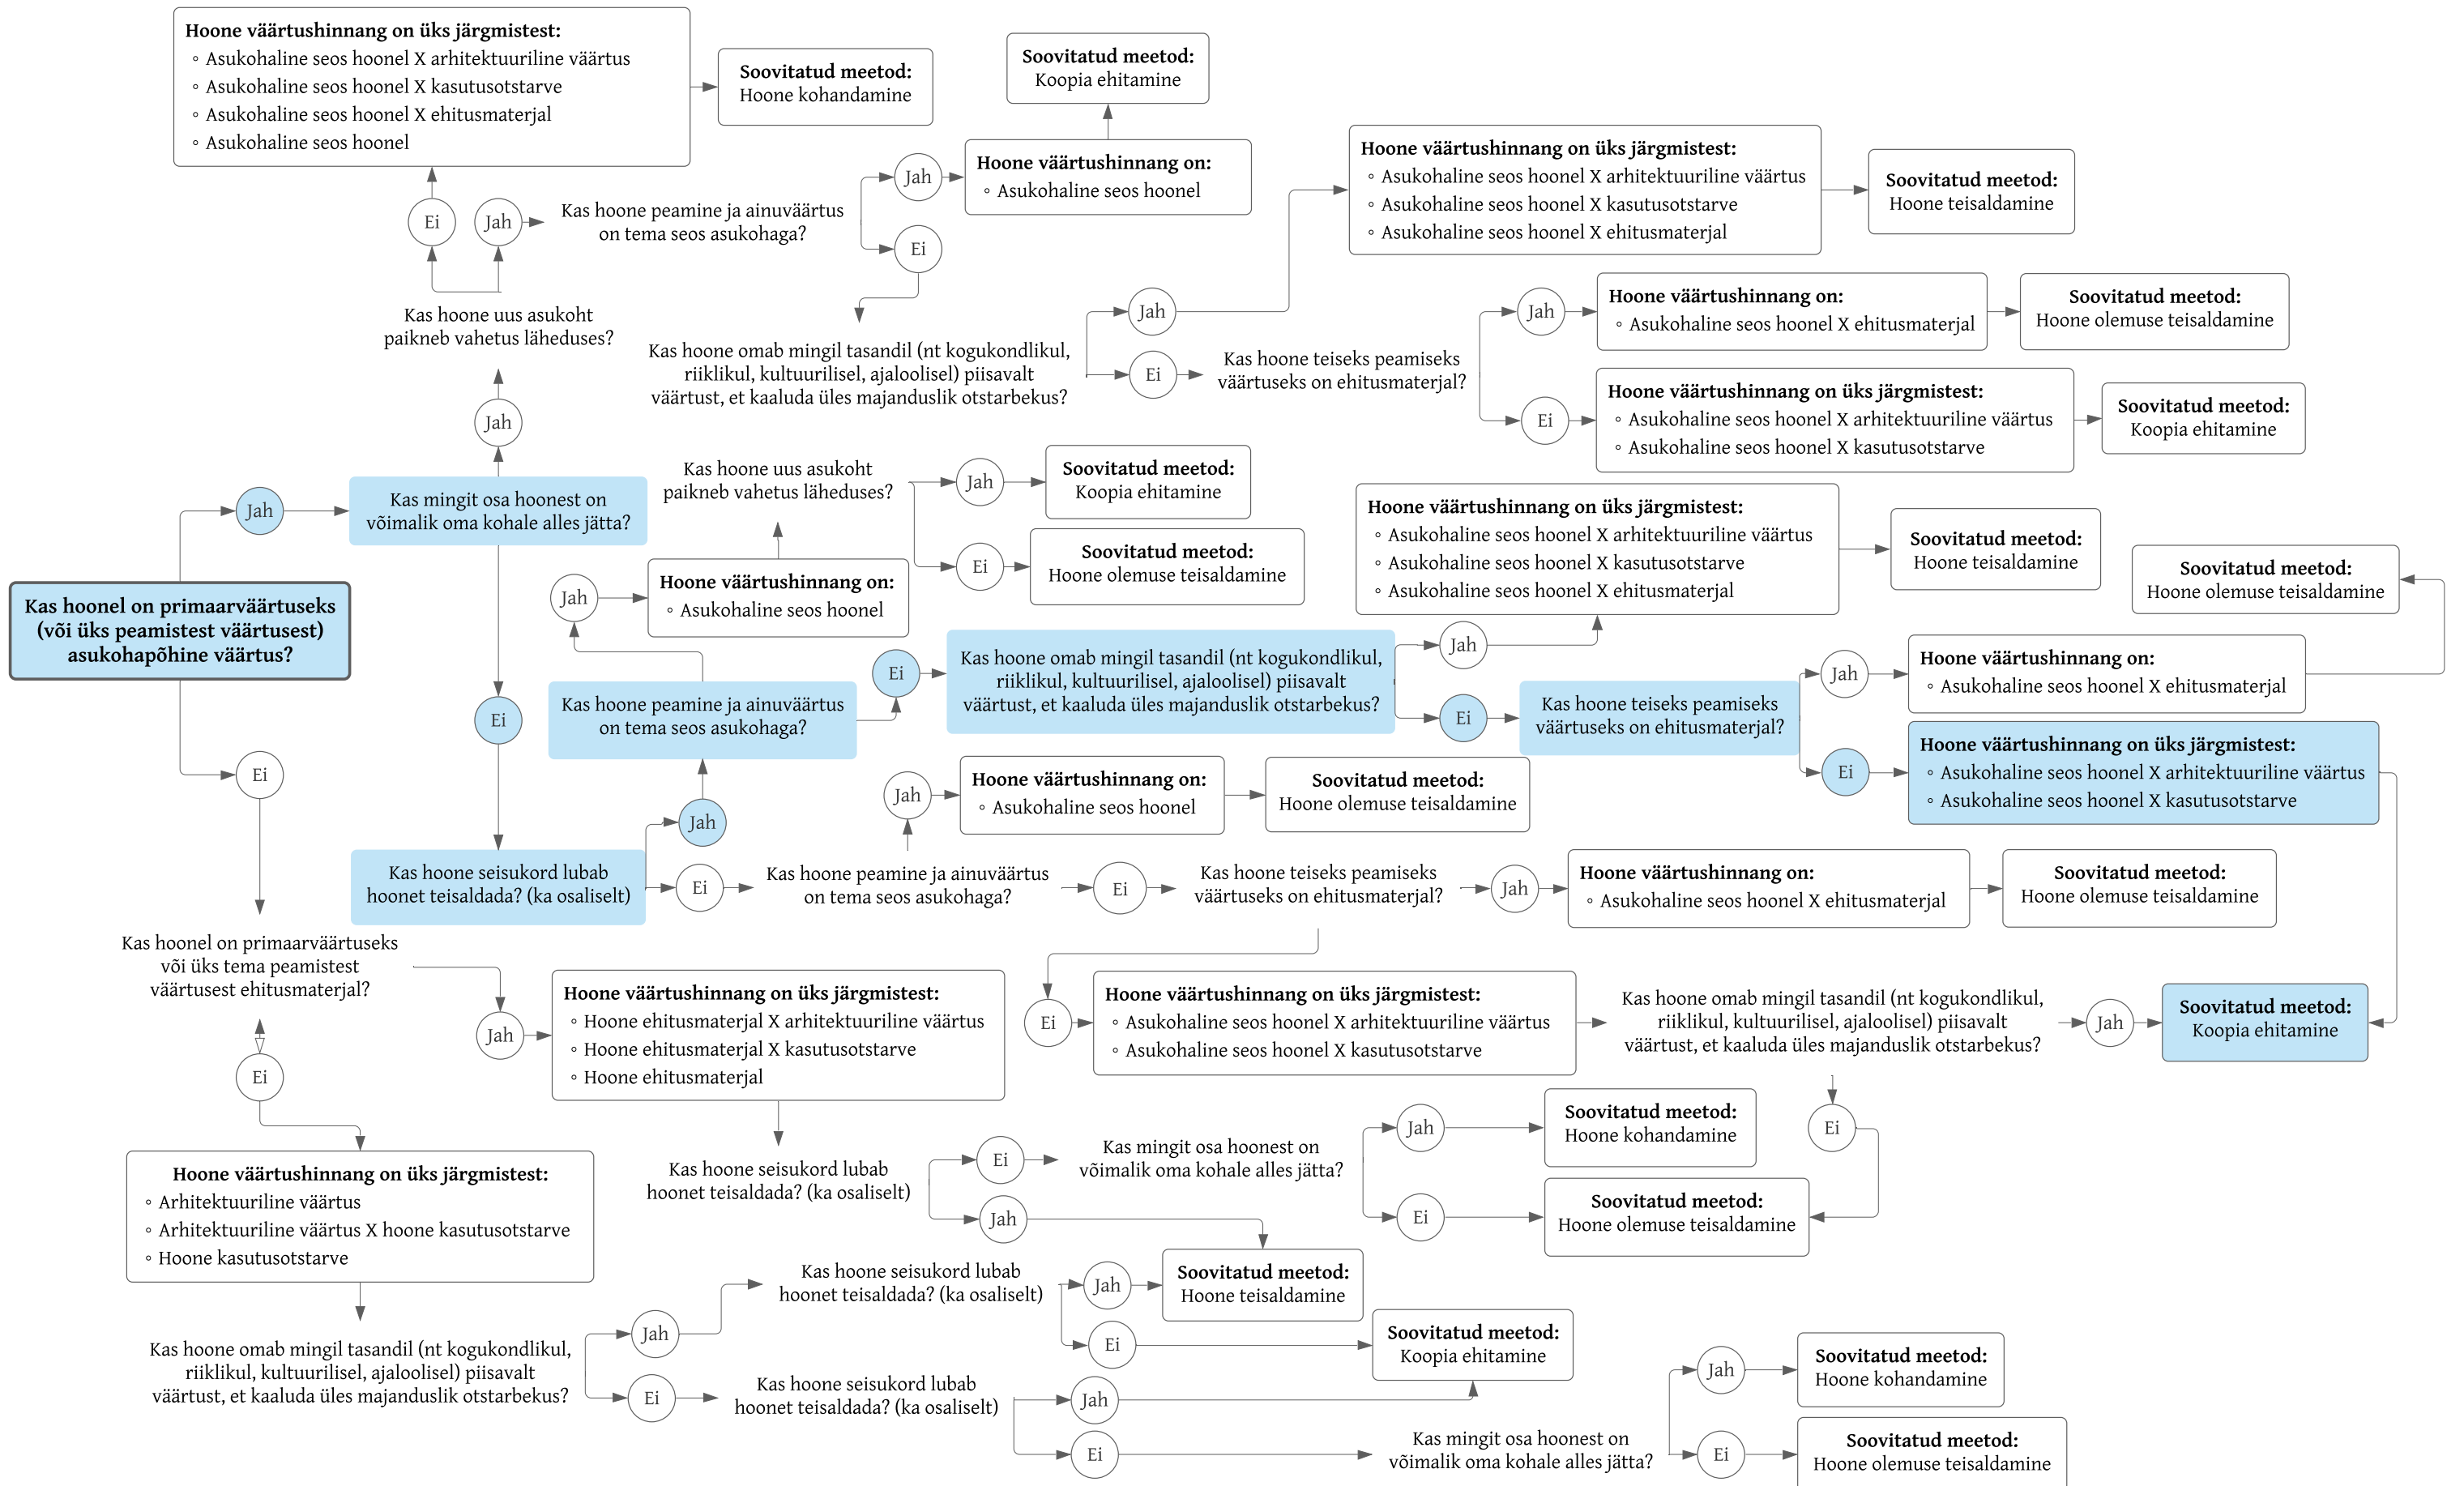 Hoone väärtushinnang on üks järgmistest:
◦ Asukohaline seos hoonel X arhitektuuriline väärtus
◦ Asukohaline seos hoonel X kasutusotstarve
◦ Asukohaline seos hoonel X ehitusmaterjal
◦ Asukohaline seos hoonel
Soovitatud meetod:
Hoone kohandamine
Soovitatud meetod:
Koopia ehitamine
Ei
Jah
Kas hoone peamine ja ainuväärtus
on tema seos asukohaga?
Jah
Hoone väärtushinnang on:
◦ Asukohaline seos hoonel
Ei
Hoone väärtushinnang on üks järgmistest:
◦ Asukohaline seos hoonel X arhitektuuriline väärtus
◦ Asukohaline seos hoonel X kasutusotstarve
◦ Asukohaline seos hoonel X ehitusmaterjal
Soovitatud meetod:
Hoone teisaldamine
Kas hoone uus asukoht
paikneb vahetus läheduses?
Kas hoone omab mingil tasandil (nt kogukondlikul,
riiklikul, kultuurilisel, ajaloolisel) piisavalt
väärtust, et kaaluda üles majanduslik otstarbekus?
Jah
Ei
Kas hoone teiseks peamiseks
väärtuseks on ehitusmaterjal?
Jah
Hoone väärtushinnang on:
◦ Asukohaline seos hoonel X ehitusmaterjal
Soovitatud meetod:
Hoone olemuse teisaldamine
Ei
Hoone väärtushinnang on üks järgmistest:
◦ Asukohaline seos hoonel X arhitektuuriline väärtus
◦ Asukohaline seos hoonel X kasutusotstarve
Soovitatud meetod:
Koopia ehitamine
Jah
Jah
Kas mingit osa hoonest on
võimalik oma kohale alles jätta?
Kas hoone uus asukoht
paikneb vahetus läheduses?
Jah
Soovitatud meetod:
Koopia ehitamine
Ei
Soovitatud meetod:
Hoone olemuse teisaldamine
Hoone väärtushinnang on üks järgmistest:
◦ Asukohaline seos hoonel X arhitektuuriline väärtus
◦ Asukohaline seos hoonel X kasutusotstarve
◦ Asukohaline seos hoonel X ehitusmaterjal
Soovitatud meetod:
Hoone teisaldamine
Soovitatud meetod:
Hoone olemuse teisaldamine
Kas hoonel on primaarväärtuseks
(või üks peamistest väärtusest)
asukohapõhine väärtus?
Jah
Hoone väärtushinnang on:
◦ Asukohaline seos hoonel
Ei
Kas hoone peamine ja ainuväärtus
on tema seos asukohaga?
Ei
Kas hoone omab mingil tasandil (nt kogukondlikul,
riiklikul, kultuurilisel, ajaloolisel) piisavalt
väärtust, et kaaluda üles majanduslik otstarbekus?
Jah
Ei
Kas hoone teiseks peamiseks
väärtuseks on ehitusmaterjal?
Jah
Hoone väärtushinnang on:
◦ Asukohaline seos hoonel X ehitusmaterjal
Ei
Hoone väärtushinnang on üks järgmistest:
◦ Asukohaline seos hoonel X arhitektuuriline väärtus
◦ Asukohaline seos hoonel X kasutusotstarve
Ei
Jah
Jah
Hoone väärtushinnang on:
◦ Asukohaline seos hoonel
Soovitatud meetod:
Hoone olemuse teisaldamine
Kas hoone seisukord lubab
hoonet teisaldada? (ka osaliselt)
Ei
Kas hoone peamine ja ainuväärtus
on tema seos asukohaga?
Ei
Kas hoone teiseks peamiseks
väärtuseks on ehitusmaterjal?
Jah
Hoone väärtushinnang on:
◦ Asukohaline seos hoonel X ehitusmaterjal
Soovitatud meetod:
Hoone olemuse teisaldamine
Kas hoonel on primaarväärtuseks
või üks tema peamistest
väärtusest ehitusmaterjal?
Jah
Hoone väärtushinnang on üks järgmistest:
◦ Hoone ehitusmaterjal X arhitektuuriline väärtus
◦ Hoone ehitusmaterjal X kasutusotstarve
◦ Hoone ehitusmaterjal
Ei
Hoone väärtushinnang on üks järgmistest:
◦ Asukohaline seos hoonel X arhitektuuriline väärtus
◦ Asukohaline seos hoonel X kasutusotstarve
Kas hoone omab mingil tasandil (nt kogukondlikul,
riiklikul, kultuurilisel, ajaloolisel) piisavalt
väärtust, et kaaluda üles majanduslik otstarbekus?
Jah
Soovitatud meetod:
Koopia ehitamine
Ei
Ei
Hoone väärtushinnang on üks järgmistest:
◦ Arhitektuuriline väärtus
◦ Arhitektuuriline väärtus X hoone kasutusotstarve
◦ Hoone kasutusotstarve
Kas hoone seisukord lubab
hoonet teisaldada? (ka osaliselt)
Ei
Kas mingit osa hoonest on
võimalik oma kohale alles jätta?
Jah
Soovitatud meetod:
Hoone kohandamine
Ei
Soovitatud meetod:
Hoone olemuse teisaldamine
Jah
Kas hoone seisukord lubab
hoonet teisaldada? (ka osaliselt)
Jah
Soovitatud meetod:
Hoone teisaldamine
Ei
Soovitatud meetod:
Koopia ehitamine
Kas hoone omab mingil tasandil (nt kogukondlikul,
riiklikul, kultuurilisel, ajaloolisel) piisavalt
väärtust, et kaaluda üles majanduslik otstarbekus?
Jah
Ei
Kas hoone seisukord lubab
hoonet teisaldada? (ka osaliselt)
Jah
Ei
Kas mingit osa hoonest on
võimalik oma kohale alles jätta?
Jah
Soovitatud meetod:
Hoone kohandamine
Ei
Soovitatud meetod:
Hoone olemuse teisaldamine